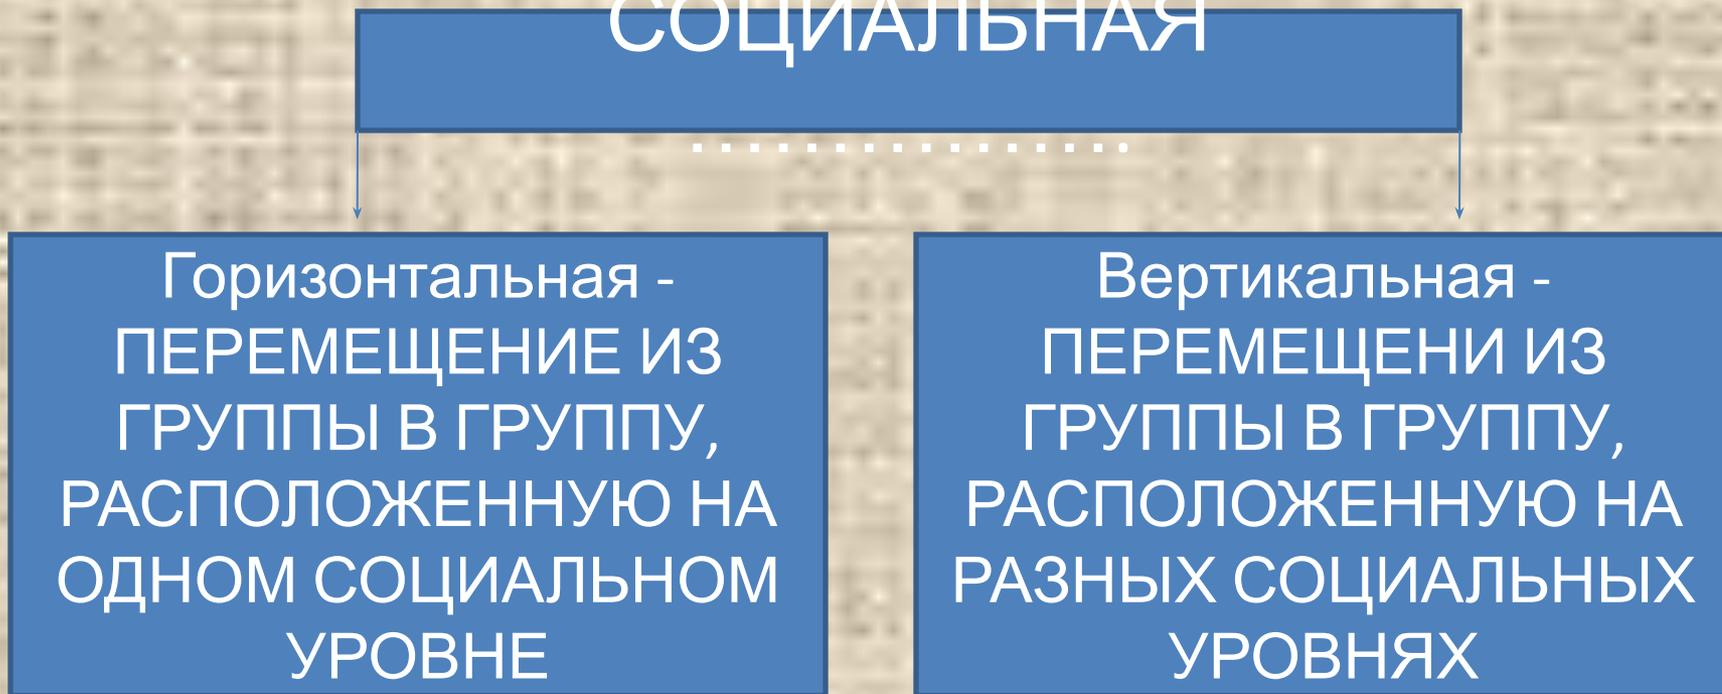 СОЦИАЛЬНАЯ
................
Горизонтальная -
ПЕРЕМЕЩЕНИЕ ИЗ
ГРУППЫ В ГРУППУ,
РАСПОЛОЖЕННУЮ НА
ОДНОМ СОЦИАЛЬНОМ
УРОВНЕ
Вертикальная -
ПЕРЕМЕЩЕНИ ИЗ
ГРУППЫ В ГРУППУ,
РАСПОЛОЖЕННУЮ НА
РАЗНЫХ СОЦИАЛЬНЫХ
УРОВНЯХ